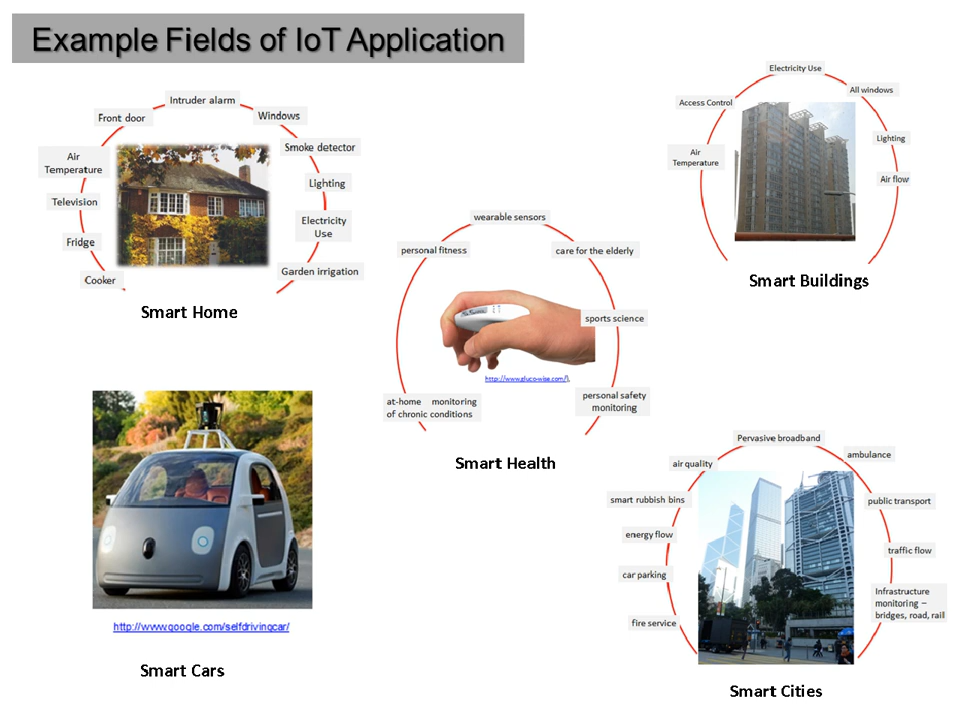 Example Fields of IoT Application
Intruder alarm
Front door
Windows
Smoke detector
Air
Temperature
Lighting
Television
Electricity
Use
Fridge
Cooker
Garden irrigation
Smart Home
Electricity Use
All windows
Access Control
Lighting
Air
Temperature
Air flow
Smart Buildings
wearable sensors
personal fitness
care for the elderly
sports science
http://www.gluco-wise.com/),
at-home monitoring
of chronic conditions
personal safety
monitoring
Smart Health
http://www.google.com/selfdrivingcar/
Smart Cars
Pervasive broadband
ambulance
air quality
smart rubbish bins
public transport
energy flow
traffic flow
car parking
Infrastructure
monitoring –
bridges, road, rail
fire service
Smart Cities